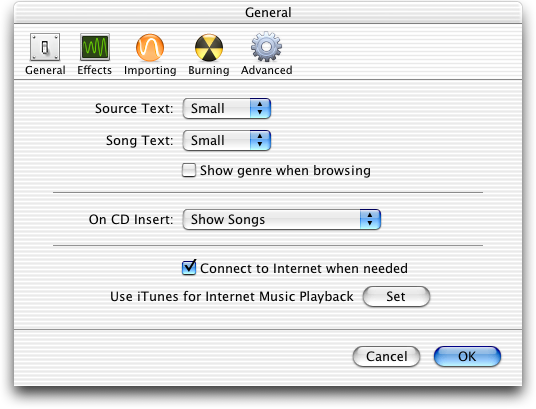 General
General Effects Importing Burning Advanced
Source Text: Small
Song Text: Small
Show genre when browsing
On CD Insert: Show Songs
Connect to Internet when needed
Use iTunes for Internet Music Playback Set
Cancel OK